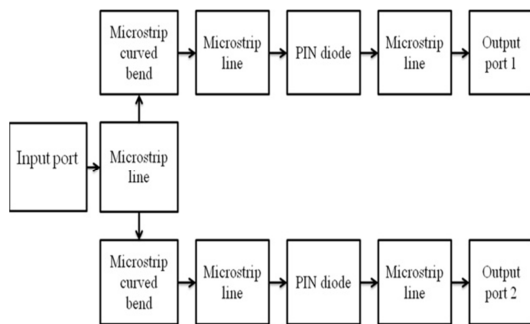 Microstrip
curved
bend
Microstrip
line
PIN diode
Microstrip
line
Output
port 1
Input port
Microstrip
line
Microstrip
curved
bend
Microstrip
line
PIN diode
Microstrip
line
Output
port 2